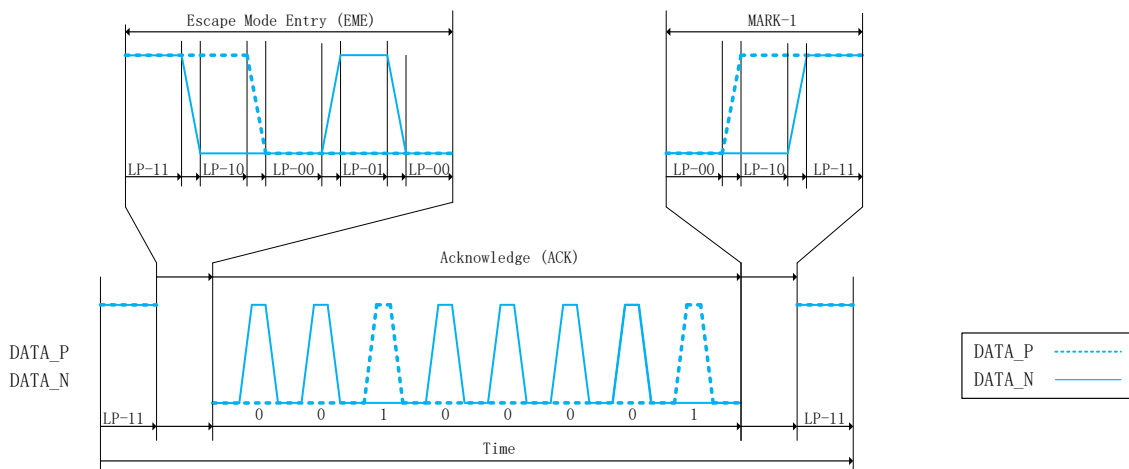 Escape Mode Entry (EME)
MARK-1
LP-11 LP-10 LP-00 LP-01 LP-00
LP-00 LP-10 LP-11
Acknowledge (ACK)
DATA_P
DATA_N
DATA_P
DATA_N
0 0 1 0 0 0 0 1
LP-11
LP-11
Time